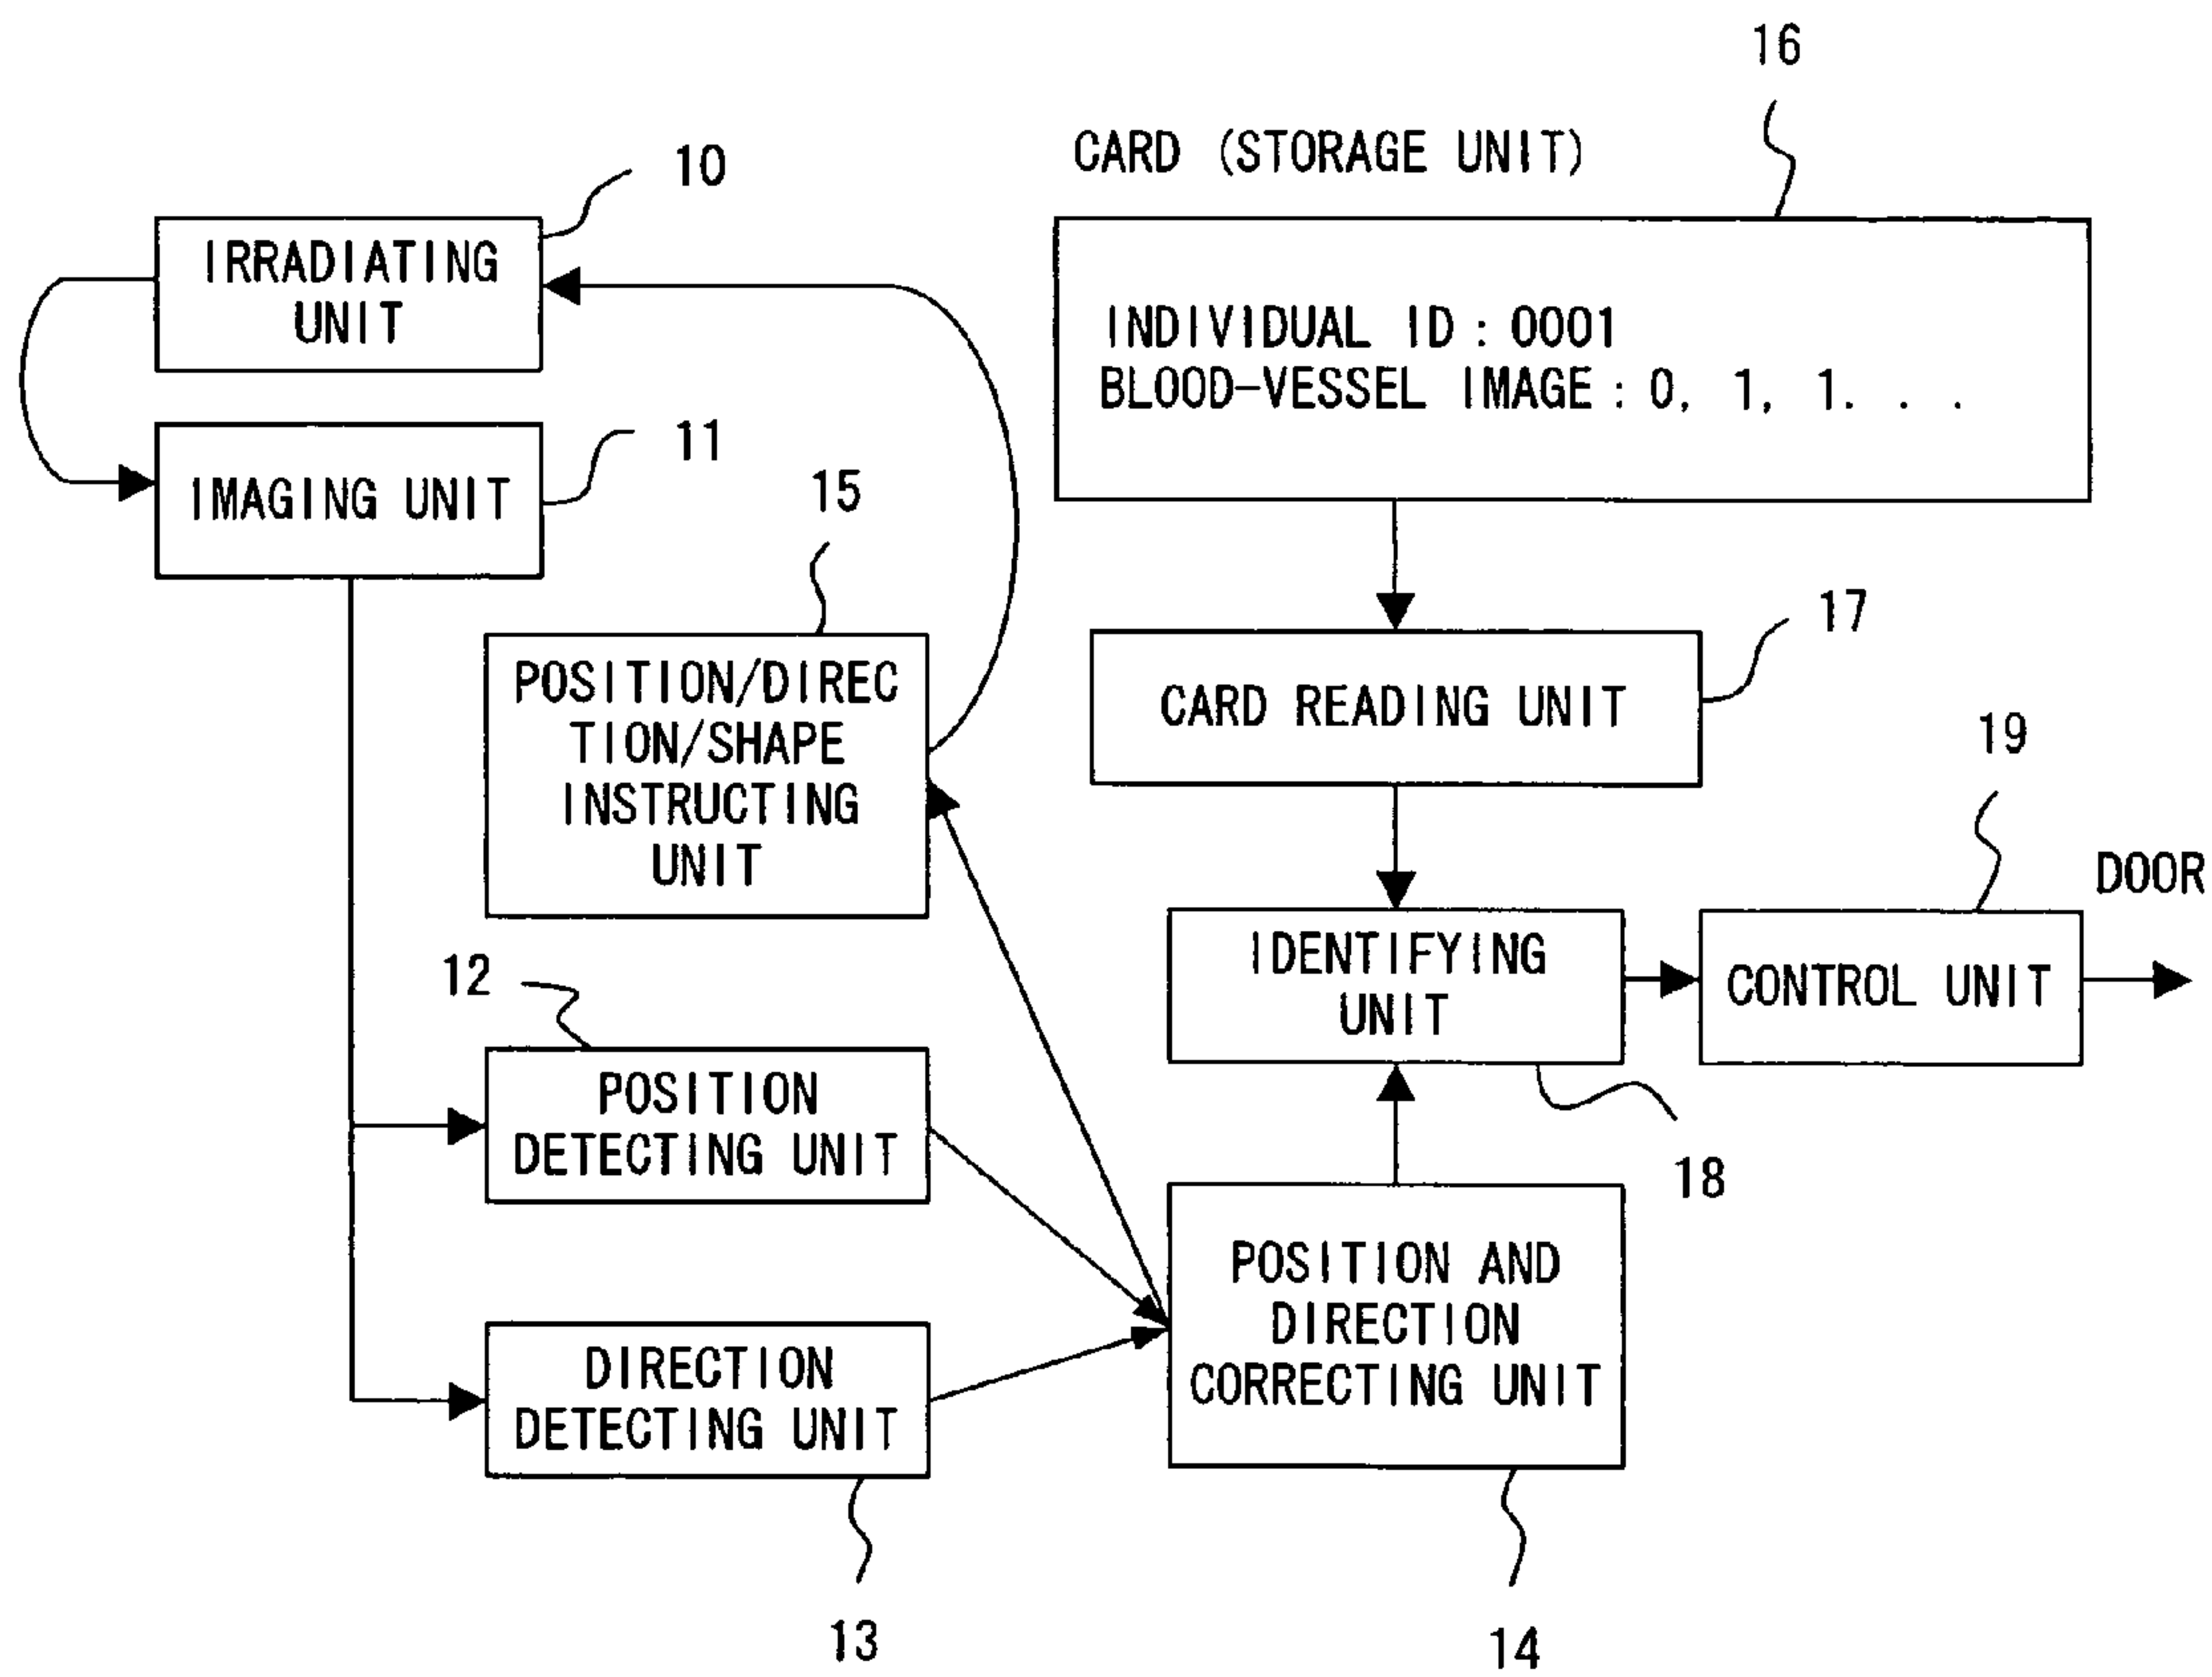 16
CARD (STORAGE UNIT)
10
IRRADIATING
UNIT
INDIVIDUAL ID : 0001
BLOOD-VESSEL IMAGE : 0, 1, 1. . .
11
IMAGING UNIT
15
17
POSITION/DIREC
TION/SHAPE
INSTRUCTING
UNIT
CARD READING UNIT
19
DOOR
12
IDENTIFYING
UNIT
CONTROL UNIT
POSITION
DETECTING UNIT
18
POSITION AND
DIRECTION
CORRECTING UNIT
DIRECTION
DETECTING UNIT
13
14